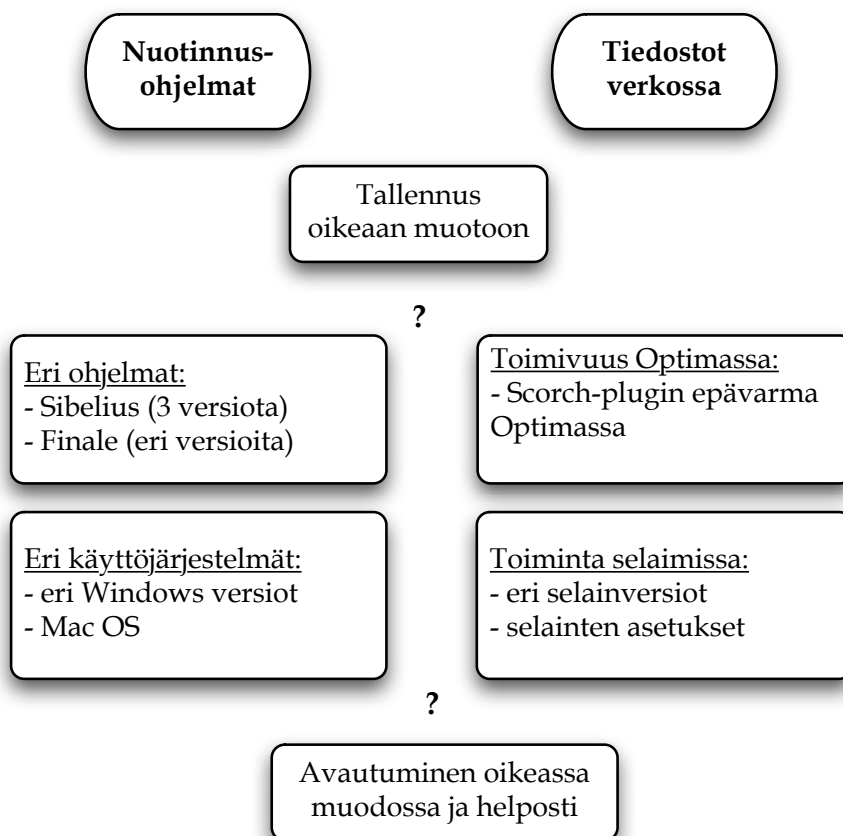 Nuotinnus-
ohjelmat
Tiedostot
verkossa
Tallennus
oikeaan muotoon
?
Eri ohjelmat:
- Sibelius (3 versiota)
- Finale (eri versioita)
Toimivuus Optimassa:
- Scorch-plugin epävarma
Optimassa
Eri käyttöjärjestelmät:
- eri Windows versiot
- Mac OS
Toiminta selaimissa:
- eri selainversiot
- selainten asetukset
?
Avautuminen oikeassa
muodossa ja helposti